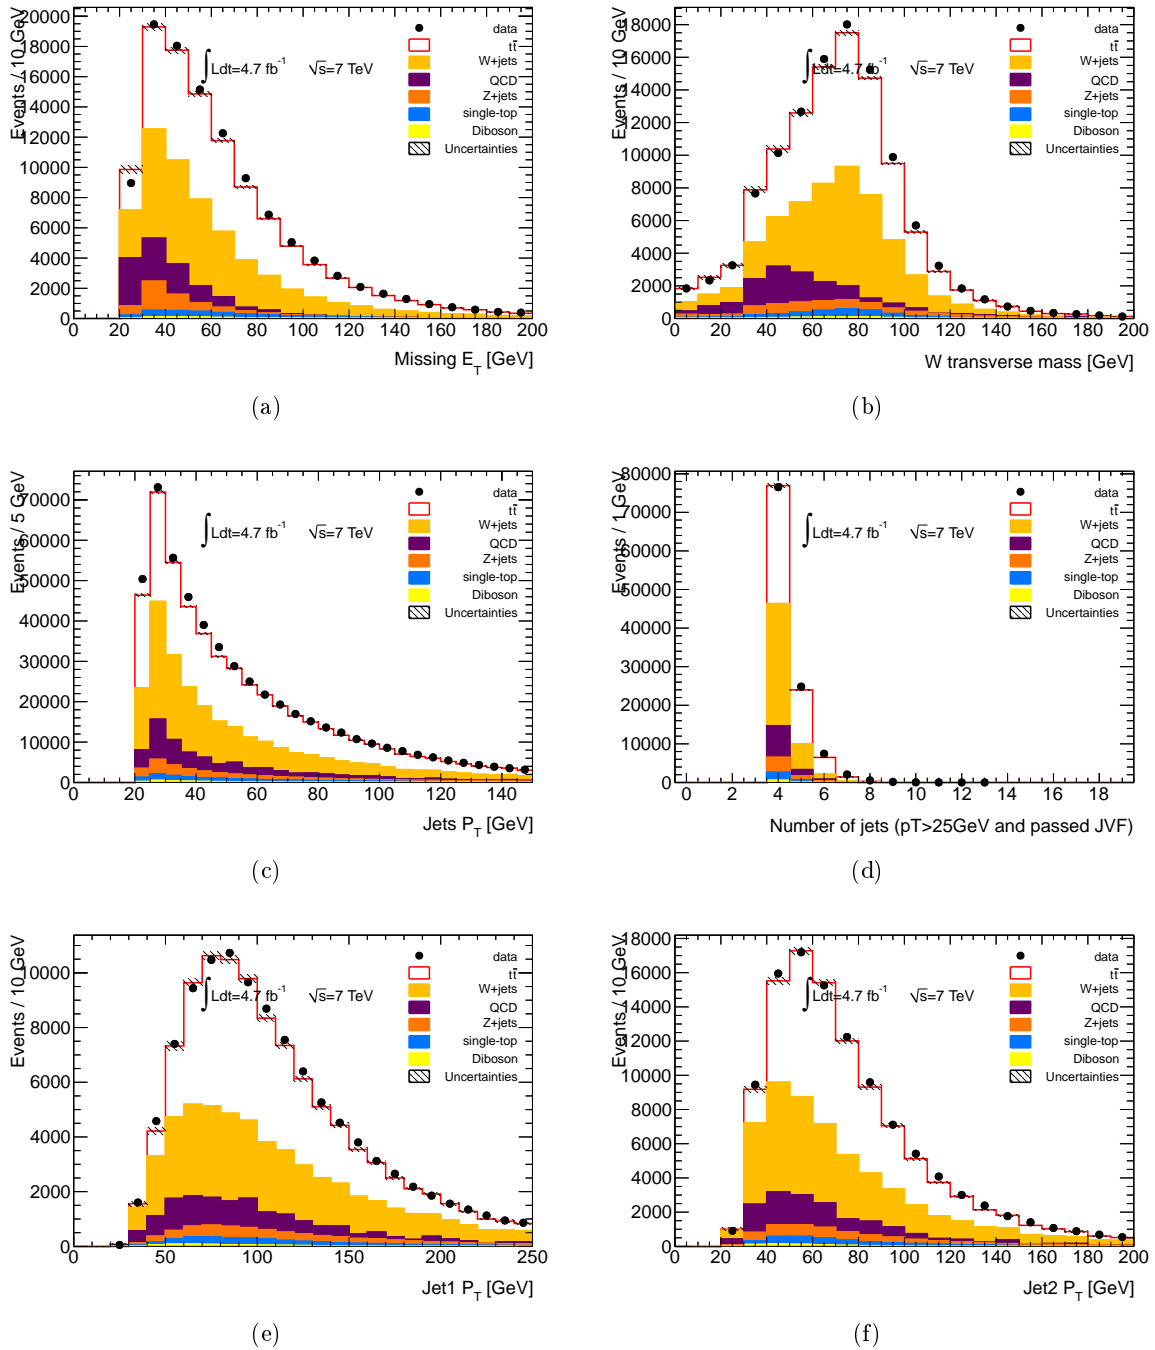 Events / 10 GeV
20000
18000
16000
14000
12000
10000
8000
6000
4000
2000
0
∫Ldt=4.7 fb⁻¹ √s=7 TeV
data
tt̄
W+jets
QCD
Z+jets
single-top
Diboson
Uncertainties
0 20 40 60 80 100 120 140 160 180 200
Missing E_T [GeV]
(a)
Events / 10 GeV
18000
16000
14000
12000
10000
8000
6000
4000
2000
0
∫Ldt=4.7 fb⁻¹ √s=7 TeV
data
tt̄
W+jets
QCD
Z+jets
single-top
Diboson
Uncertainties
0 20 40 60 80 100 120 140 160 180 200
W transverse mass [GeV]
(b)
Events / 5 GeV
70000
60000
50000
40000
30000
20000
10000
0
∫Ldt=4.7 fb⁻¹ √s=7 TeV
data
tt̄
W+jets
QCD
Z+jets
single-top
Diboson
Uncertainties
0 20 40 60 80 100 120 140
Jets P_T [GeV]
(c)
Events / 1 GeV
80000
70000
60000
50000
40000
30000
20000
10000
0
∫Ldt=4.7 fb⁻¹ √s=7 TeV
data
tt̄
W+jets
QCD
Z+jets
single-top
Diboson
Uncertainties
0 2 4 6 8 10 12 14 16 18
Number of jets (pT>25GeV and passed JVF)
(d)
Events / 10 GeV
10000
8000
6000
4000
2000
0
∫Ldt=4.7 fb⁻¹ √s=7 TeV
data
tt̄
W+jets
QCD
Z+jets
single-top
Diboson
Uncertainties
0 50 100 150 200 250
Jet1 P_T [GeV]
(e)
Events / 10 GeV
18000
16000
14000
12000
10000
8000
6000
4000
2000
0
∫Ldt=4.7 fb⁻¹ √s=7 TeV
data
tt̄
W+jets
QCD
Z+jets
single-top
Diboson
Uncertainties
0 20 40 60 80 100 120 140 160 180 200
Jet2 P_T [GeV]
(f)